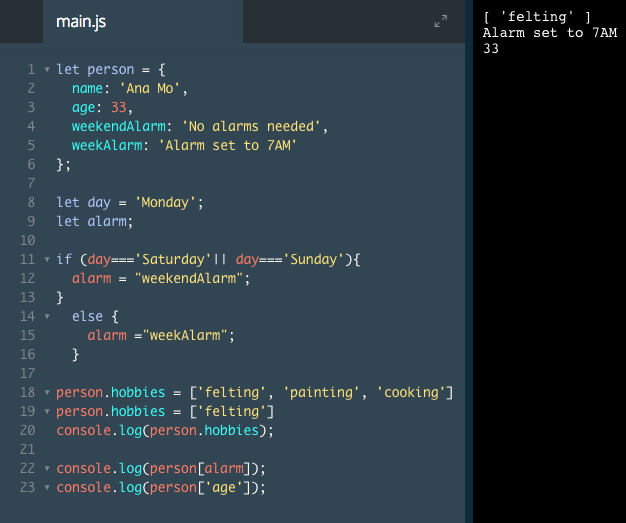 main.js
1 let person = {
2 name: 'Ana Mo',
3 age: 33,
4 weekendAlarm: 'No alarms needed',
5 weekAlarm: 'Alarm set to 7AM'
6 };
7
8 let day = 'Monday';
9 let alarm;
10
11 if (day==='Saturday'|| day==='Sunday'){
12 alarm = "weekendAlarm";
13 }
14 else {
15 alarm ="weekAlarm";
16 }
17
18 person.hobbies = ['felting', 'painting', 'cooking']
19 person.hobbies = ['felting']
20 console.log(person.hobbies);
21
22 console.log(person[alarm]);
23 console.log(person['age']);
[ 'felting' ]
Alarm set to 7AM
33